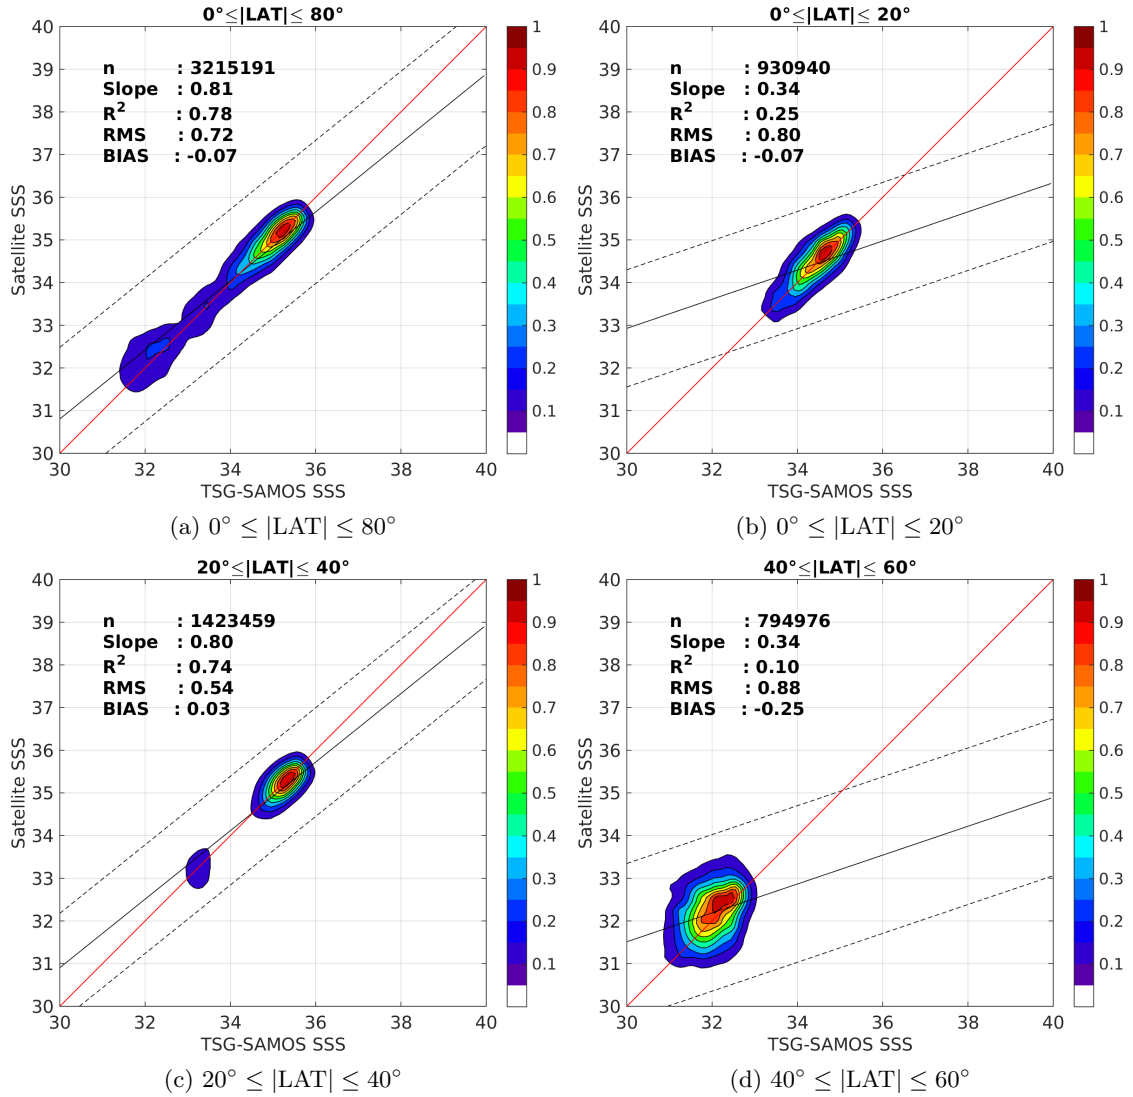 0°≤|LAT|≤ 80°
n : 3215191
Slope : 0.81
R² : 0.78
RMS : 0.72
BIAS : -0.07
40
39
38
37
36
35
34
33
32
31
30
Satellite SSS
30 32 34 36 38 40
TSG-SAMOS SSS
1
0.9
0.8
0.7
0.6
0.5
0.4
0.3
0.2
0.1
(a) 0° ≤ |LAT| ≤ 80°
0°≤|LAT|≤ 20°
n : 930940
Slope : 0.34
R² : 0.25
RMS : 0.80
BIAS : -0.07
40
39
38
37
36
35
34
33
32
31
30
Satellite SSS
30 32 34 36 38 40
TSG-SAMOS SSS
1
0.9
0.8
0.7
0.6
0.5
0.4
0.3
0.2
0.1
(b) 0° ≤ |LAT| ≤ 20°
20°≤|LAT|≤ 40°
n : 1423459
Slope : 0.80
R² : 0.74
RMS : 0.54
BIAS : 0.03
40
39
38
37
36
35
34
33
32
31
30
Satellite SSS
30 32 34 36 38 40
TSG-SAMOS SSS
1
0.9
0.8
0.7
0.6
0.5
0.4
0.3
0.2
0.1
(c) 20° ≤ |LAT| ≤ 40°
40°≤|LAT|≤ 60°
n : 794976
Slope : 0.34
R² : 0.10
RMS : 0.88
BIAS : -0.25
40
39
38
37
36
35
34
33
32
31
30
Satellite SSS
30 32 34 36 38 40
TSG-SAMOS SSS
1
0.9
0.8
0.7
0.6
0.5
0.4
0.3
0.2
0.1
(d) 40° ≤ |LAT| ≤ 60°